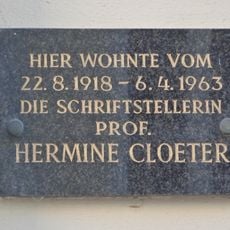 HIER WOHNTE VOM
22.8.1918 – 6.4.1963
DIE SCHRIFTSTELLERIN
PROF.
HERMINE CLOETER